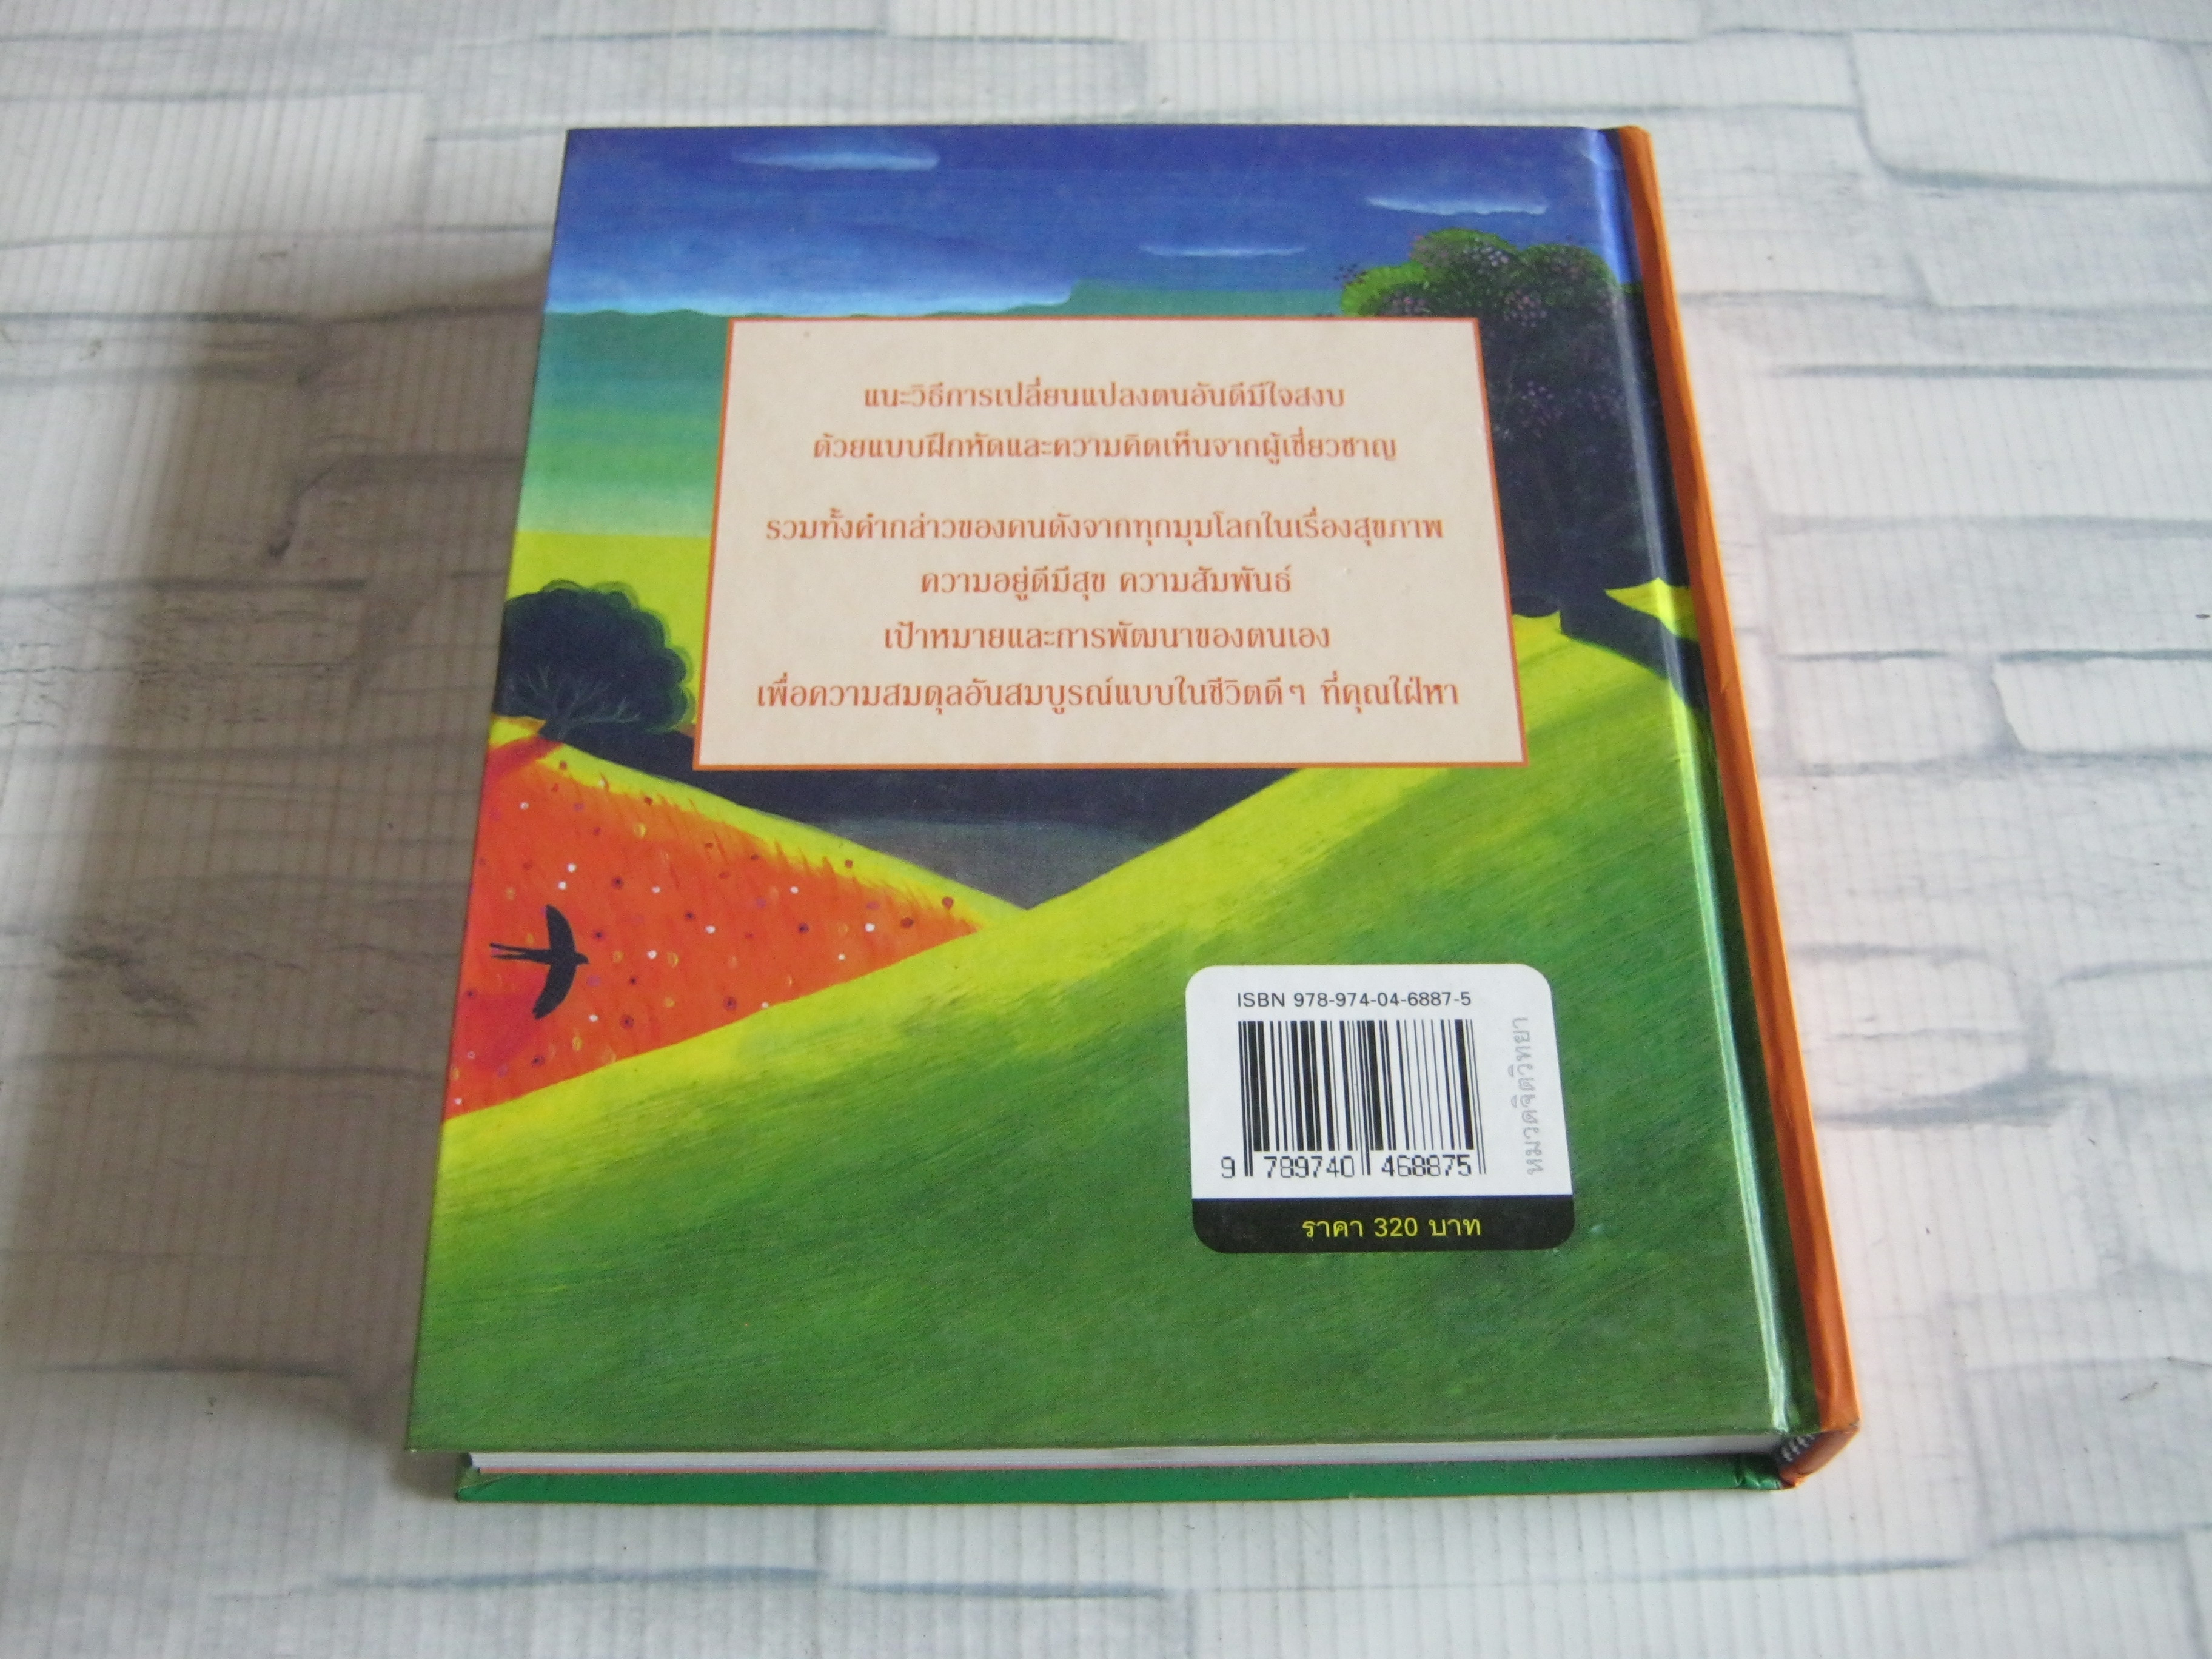 แนะวิธีการเปลี่ยนแปลงตนอันดีมีใจสงบ
ด้วยแบบฝึกหัดและความคิดเห็นจากผู้เชี่ยวชาญ
รวมทั้งคำกล่าวของคนดังจากทุกมุมโลกในเรื่องสุขภาพ
ความอยู่ดีมีสุข ความสัมพันธ์
เป้าหมายและการพัฒนาของตนเอง
เพื่อความสมดุลอันสมบูรณ์แบบในชีวิตดีๆ ที่คุณใฝ่หา
ISBN 978-974-04-6887-5
9 789740 468875
หมวดจิตวิทยา
ราคา 320 บาท